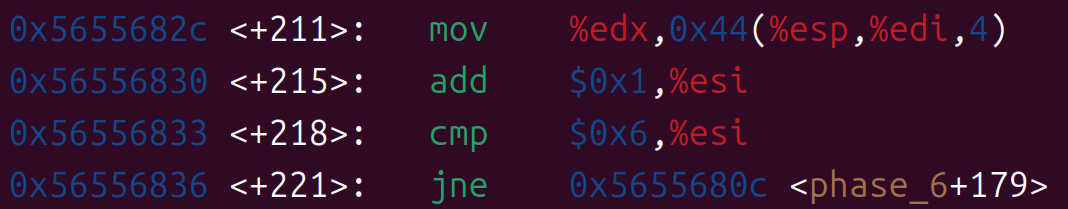 0x5655682c <+211>: mov %edx,0x44(%esp,%edi,4)
0x56556830 <+215>: add $0x1,%esi
0x56556833 <+218>: cmp $0x6,%esi
0x56556836 <+221>: jne 0x5655680c <phase_6+179>